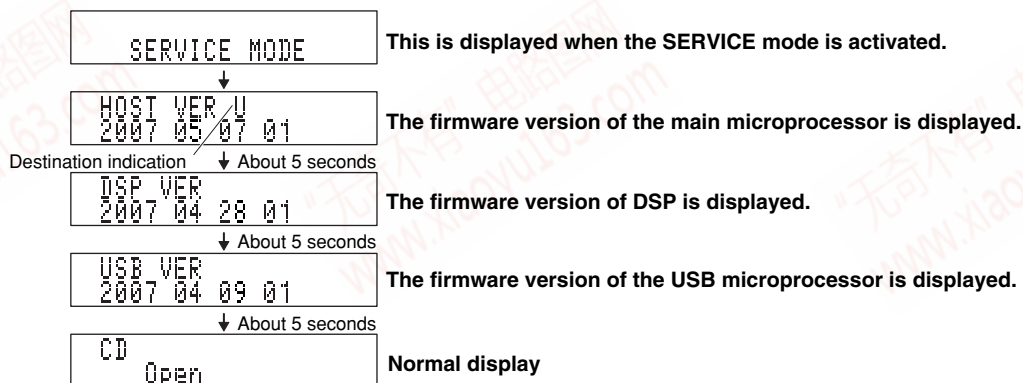 SERVICE MODE
This is displayed when the SERVICE mode is activated.
HOST VER U
2007 05 07 01
The firmware version of the main microprocessor is displayed.
Destination indication
About 5 seconds
DSP VER
2007 04 28 01
The firmware version of DSP is displayed.
About 5 seconds
USB VER
2007 04 09 01
The firmware version of the USB microprocessor is displayed.
About 5 seconds
CD
Open
Normal display